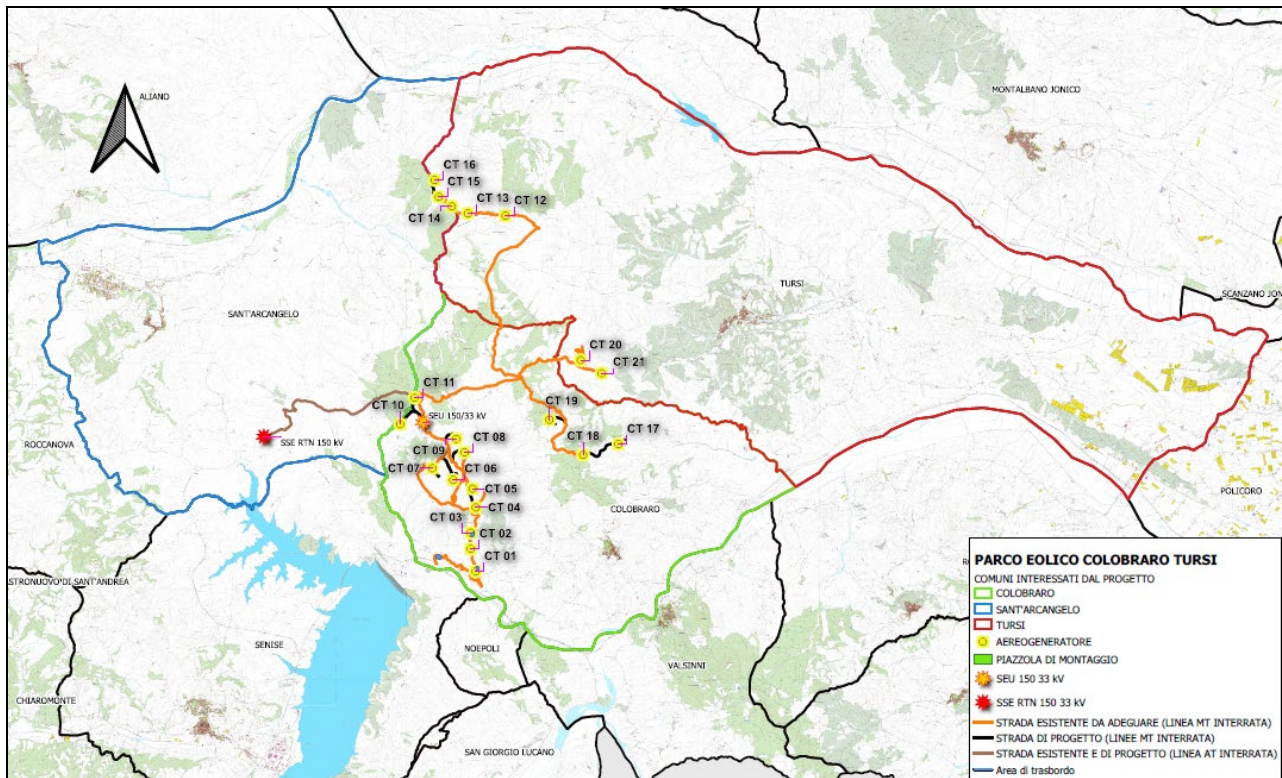 ALIANO
MONTALBANO JONICO
CT 16
CT 15
CT 13
CT 12
CT 14
TURSI
SCANZANO JON
SANT'ARCANGELO
CT 20
CT 21
CT 11
CT 10
SEU 150/33 kV
CT 19
CT 17
CT 18
ROCCANOVA
SSE RTN 150 kV
CT 08
CT 09
CT 07
CT 06
CT 05
CT 04
COLOBRARO
POLICORO
CT 03
CT 02
CT 01
ASTRONUOVO DI SANT'ANDREA
SENISE
NOEPOLI
VALSINNI
CHIAROMONTE
SAN GIORGIO LUCANO
PARCO EOLICO COLOBRARO TURSI
COMUNI INTERESSATI DAL PROGETTO
COLOBRARO
SANT'ARCANGELO
TURSI
AEREOGENERATORE
PIAZZOLA DI MONTAGGIO
SEU 150 33 kV
SSE RTN 150 33 kV
STRADA ESISTENTE DA ADEGUARE (LINEA MT INTERRATA)
STRADA DI PROGETTO (LINEE MT INTERRATA)
STRADA ESISTENTE E DI PROGETTO (LINEA AT INTERRATA)
Area di trasbordo